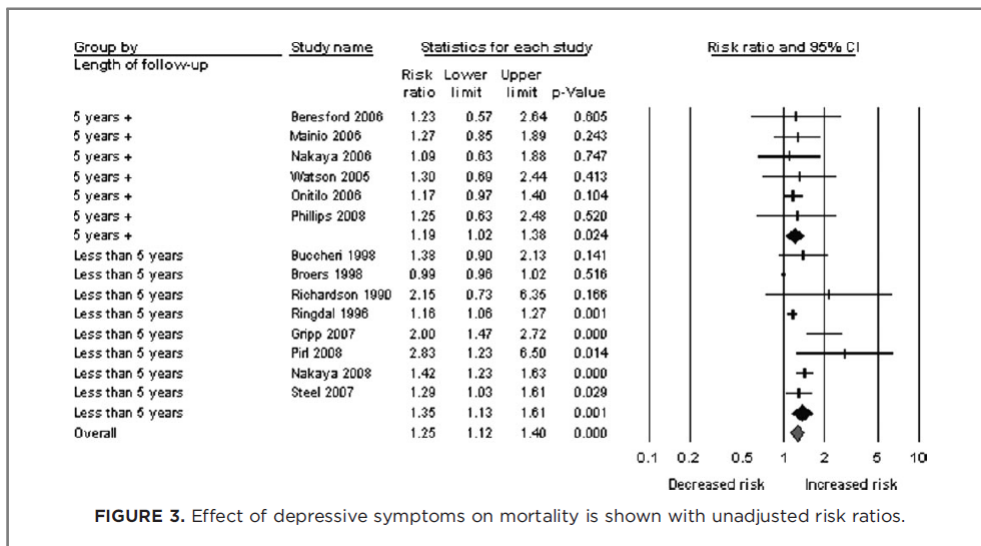 Group by Study name Statistics for each study Risk ratio and 95% CI
Length of follow-up
Risk Lower Upper
ratio limit limit p-Value
5 years + Beresford 2006 1.23 0.57 2.64 0.605
5 years + Mainio 2006 1.27 0.85 1.89 0.243
5 years + Nakaya 2006 1.09 0.63 1.88 0.747
5 years + Watson 2005 1.30 0.69 2.44 0.413
5 years + Onitilo 2006 1.17 0.97 1.40 0.104
5 years + Phillips 2008 1.25 0.63 2.48 0.520
5 years + 1.19 1.02 1.38 0.024
Less than 5 years Buccheri 1998 1.38 0.90 2.13 0.141
Less than 5 years Broers 1998 0.99 0.96 1.02 0.516
Less than 5 years Richardson 1990 2.15 0.73 6.35 0.166
Less than 5 years Ringdal 1996 1.16 1.06 1.27 0.001
Less than 5 years Gripp 2007 2.00 1.47 2.72 0.000
Less than 5 years Pirl 2008 2.83 1.23 6.50 0.014
Less than 5 years Nakaya 2008 1.42 1.23 1.63 0.000
Less than 5 years Steel 2007 1.29 1.03 1.61 0.029
Less than 5 years 1.35 1.13 1.61 0.001
Overall 1.25 1.12 1.40 0.000
0.1 0.2 0.5 1 2 5 10
Decreased risk Increased risk
FIGURE 3. Effect of depressive symptoms on mortality is shown with unadjusted risk ratios.